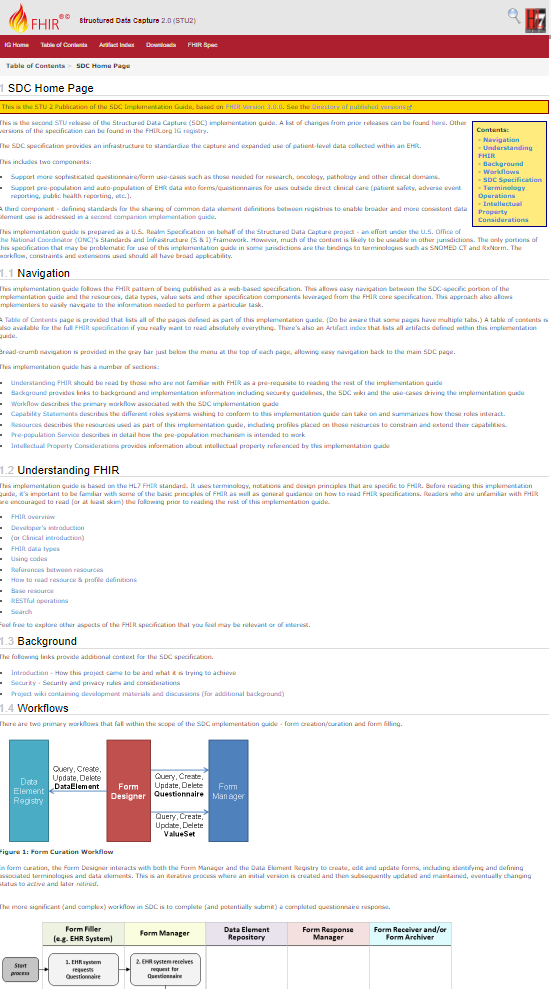 FHIR®©
Structured Data Capture 2.0 (STU2)
IG Home Table of Contents Artifact Index Downloads FHIR Spec
Table of Contents > SDC Home Page
1 SDC Home Page
This is the STU 2 Publication of the SDC Implementation Guide, based on FHIR Version 3.0.0. See the Directory of published versions
This is the second STU release of the Structured Data Capture (SDC) implementation guide. A list of changes from prior releases can be found here. Other
versions of the specification can be found in the FHIR.org IG registry.
The SDC specification provides an infrastructure to standardize the capture and expanded use of patient-level data collected within an EHR.
This includes two components:
Support more sophisticated questionnaire/form use-cases such as those needed for research, oncology, pathology and other clinical domains.
Support pre-population and auto-population of EHR data into forms/questionnaires for uses outside direct clinical care (patient safety, adverse event
reporting, public health reporting, etc.).
A third component - defining standards for the sharing of common data element definitions between registries to enable broader and more consistent data
element use is addressed in a second companion implementation guide.
This implementation guide is prepared as a U.S. Realm Specification on behalf of the Structured Data Capture project - an effort under the U.S. Office of
the National Coordinator (ONC)'s Standards and Infrastructure (S & I) Framework. However, much of the content is likely to be useable in other jurisdictions. The only portions of
this specification that may be problematic for use of this implementation guide in some jurisdictions are the bindings to terminologies such as SNOMED CT and RxNorm. The
workflow, constraints and extensions used should all have broad applicability.
Contents:
Navigation
Understanding
FHIR
Background
Workflows
SDC Specification
Terminology
Operations
Intellectual
Property
Considerations
1.1 Navigation
This implementation guide follows the FHIR pattern of being published as a web-based specification. This allows easy navigation between the SDC-specific portion of the
implementation guide and the resources, data types, value sets and other specification components leveraged from the FHIR core specification. This approach also allows
implementers to easily navigate to the information needed to perform a particular task.
A Table of Contents page is provided that lists all of the pages defined as part of this implementation guide. (Do be aware that some pages have multiple tabs.) A table of contents is
also available for the full FHIR specification if you really want to read absolutely everything. There's also an Artifact index that lists all artifacts defined within this implementation
guide.
Bread-crumb navigation is provided in the gray bar just below the menu at the top of each page, allowing easy navigation back to the main SDC page.
This implementation guide has a number of sections:
Understanding FHIR should be read by those who are not familiar with FHIR as a pre-requisite to reading the rest of the implementation guide
Background provides links to background and implementation information including security guidelines, the SDC wiki and the use-cases driving the implementation guide
Workflow describes the primary workflow associated with the SDC implementation guide
Capability Statements describes the different roles systems wishing to conform to this implementation guide can take on and summarizes how those roles interact.
Resources describes the resources used as part of this implementation guide, including profiles placed on those resources to constrain and extend their capabilities.
Pre-population Service describes in detail how the pre-population mechanism is intended to work
Intellectual Property Considerations provides information about intellectual property referenced by this implementation guide
1.2 Understanding FHIR
This implementation guide is based on the HL7 FHIR standard. It uses terminology, notations and design principles that are specific to FHIR. Before reading this implementation
guide, it's important to be familiar with some of the basic principles of FHIR as well as general guidance on how to read FHIR specifications. Readers who are unfamiliar with FHIR
are encouraged to read (or at least skim) the following prior to reading the rest of this implementation guide.
FHIR overview
Developer's introduction
(or Clinical introduction)
FHIR data types
Using codes
References between resources
How to read resource & profile definitions
Base resource
RESTful operations
Search
Feel free to explore other aspects of the FHIR specification that you feel may be relevant or of interest.
1.3 Background
The following links provide additional context for the SDC specification.
Introduction - How this project came to be and what it is trying to achieve
Security - Security and privacy rules and considerations
Project wiki containing development materials and discussions (for additional background)
1.4 Workflows
There are two primary workflows that fall within the scope of the SDC implementation guide - form creation/curation and form filling.
Data
Element
Registry
Query, Create,
Update, Delete
DataElement
Form
Designer
Query, Create,
Update, Delete
Questionnaire
Query, Create,
Update, Delete
ValueSet
Form
Manager
Figure 1: Form Curation Workflow
In form curation, the Form Designer interacts with both the Form Manager and the Data Element Registry to create, edit and update forms, including identifying and defining
associated terminologies and data elements. This is an iterative process where an initial version is created and then subsequently updated and maintained, eventually changing
status to active and later retired.
The more significant (and complex) workflow in SDC is to complete (and potentially submit) a completed questionnaire response.
Form Filler
(e.g. EHR System)
Form Manager
Data Element
Repository
Form Response
Manager
Form Receiver and/or
Form Archiver
Start
process
1. EHR system
requests
Questionnaire
2. EHR system receives
request for
Questionnaire